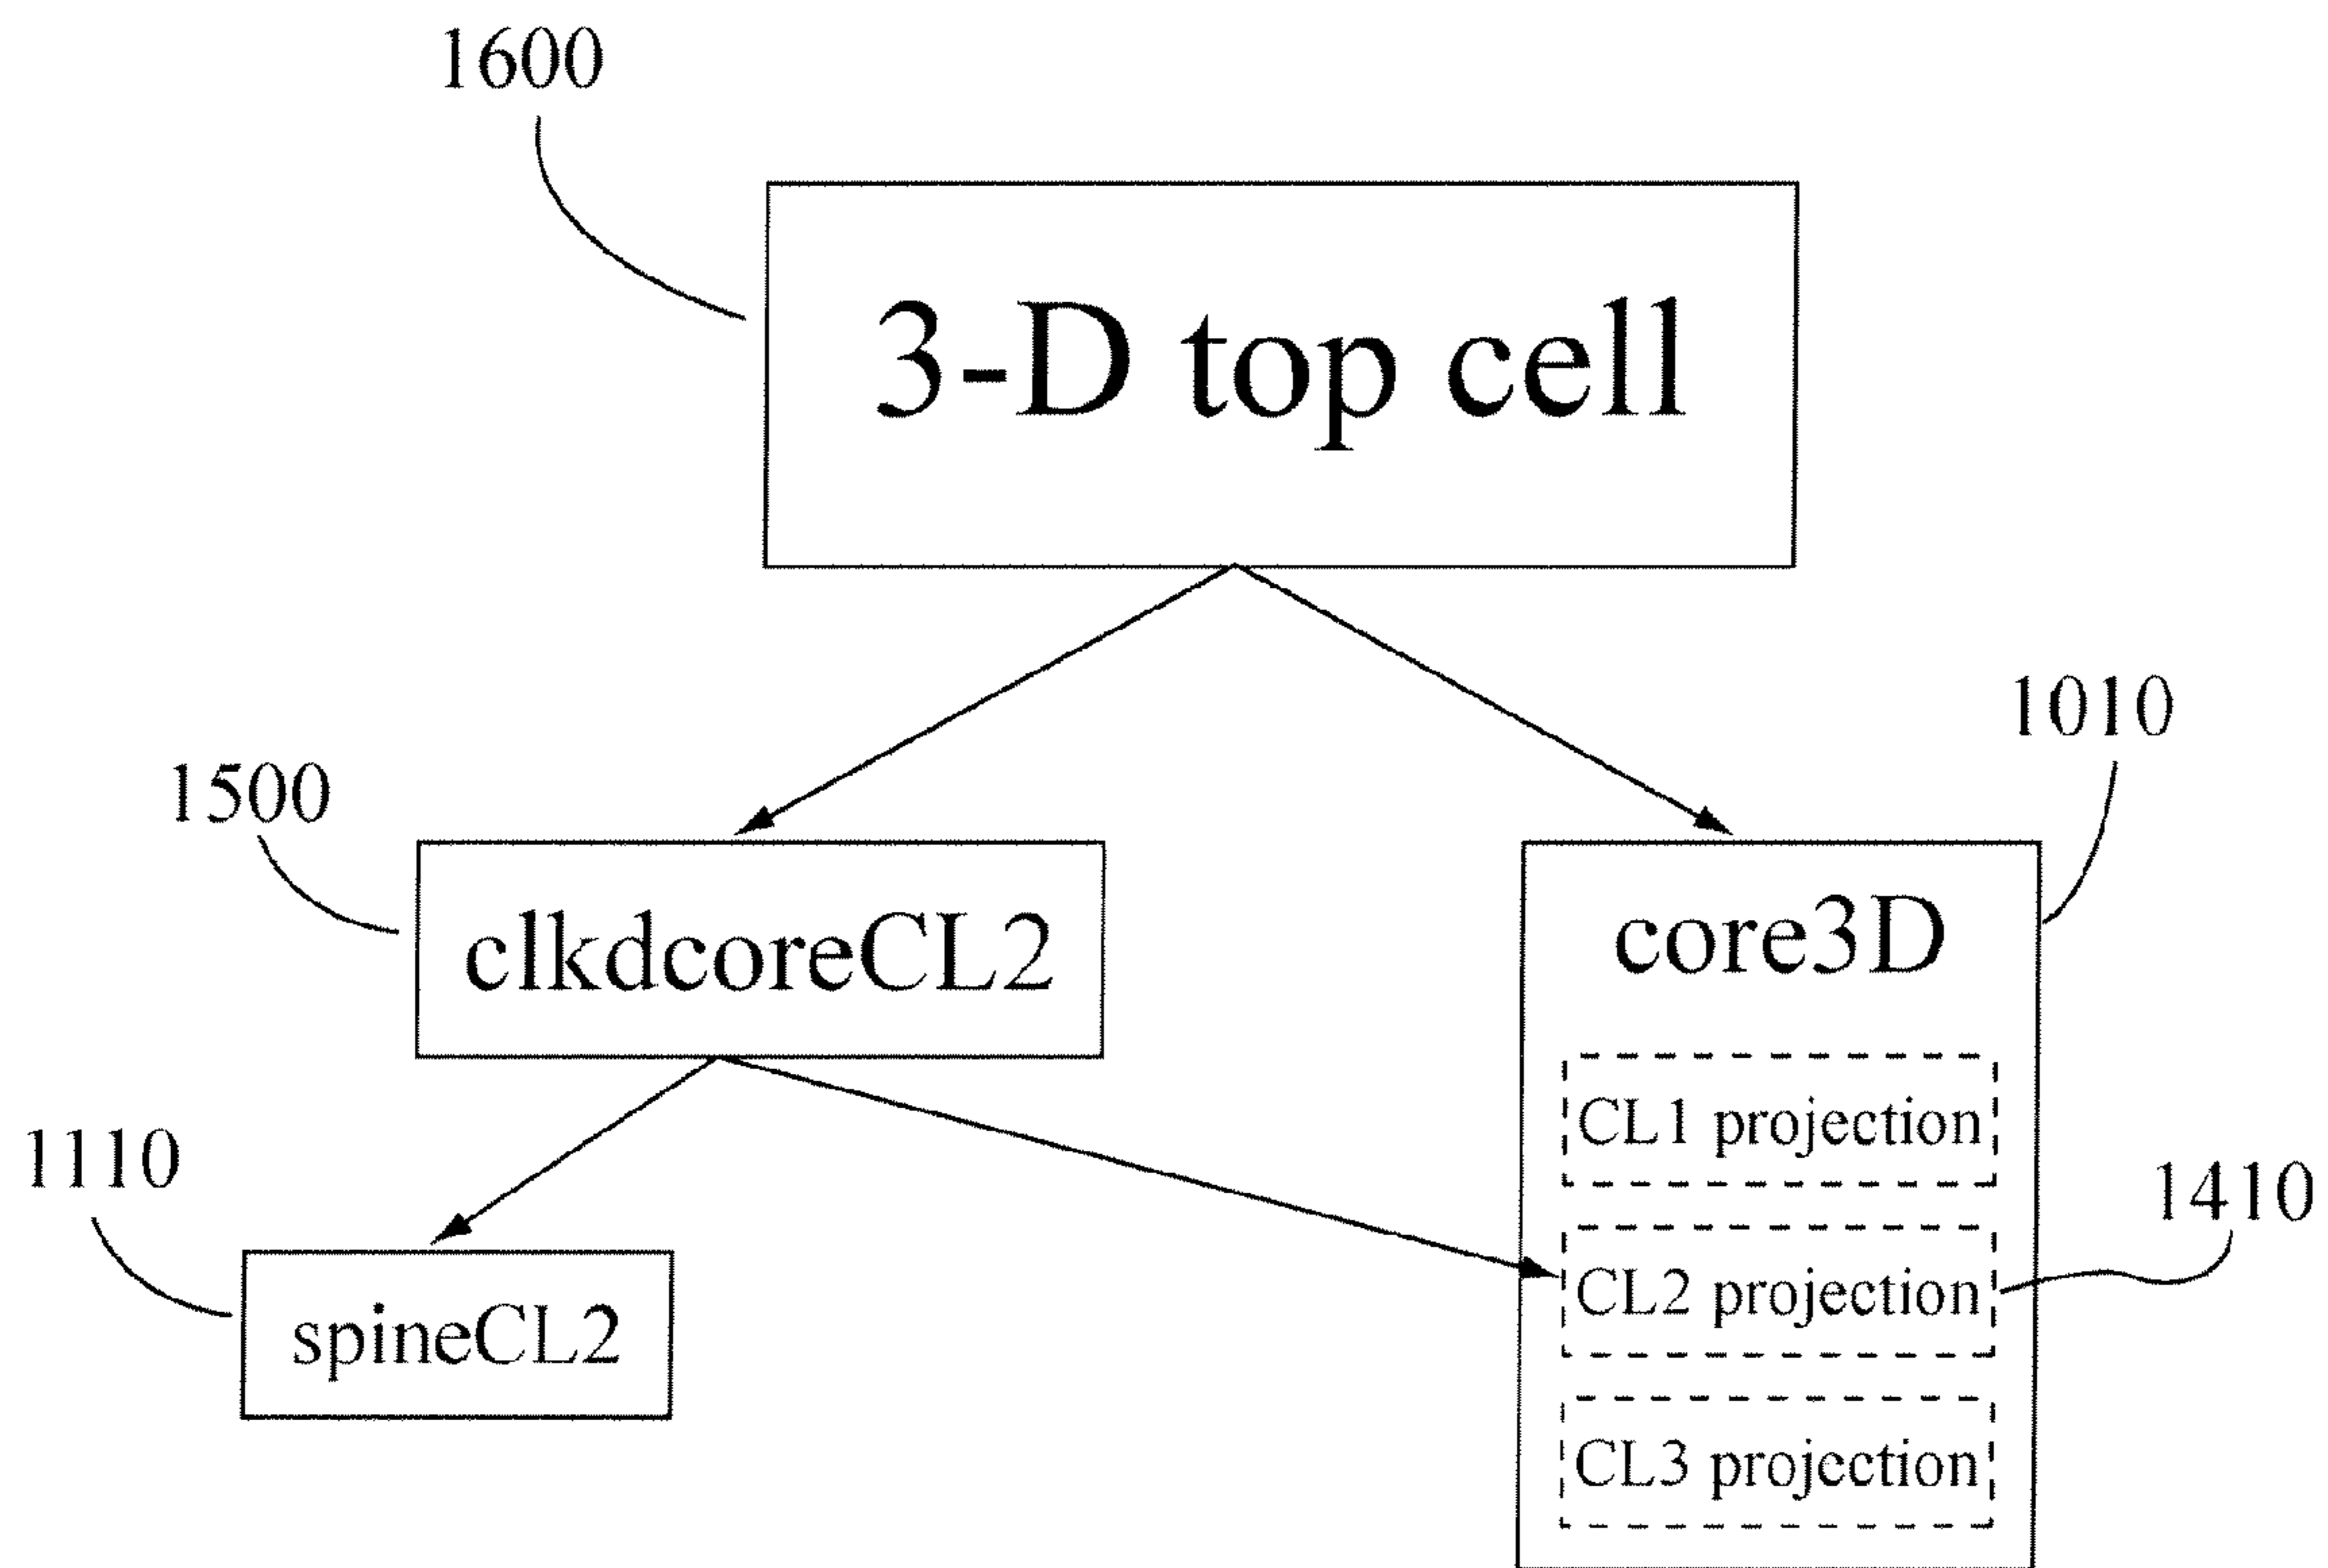 1600
3-D top cell
1010
1500
clkdcoreCL2
core3D
CL1 projection
1110
1410
CL2 projection
spineCL2
CL3 projection